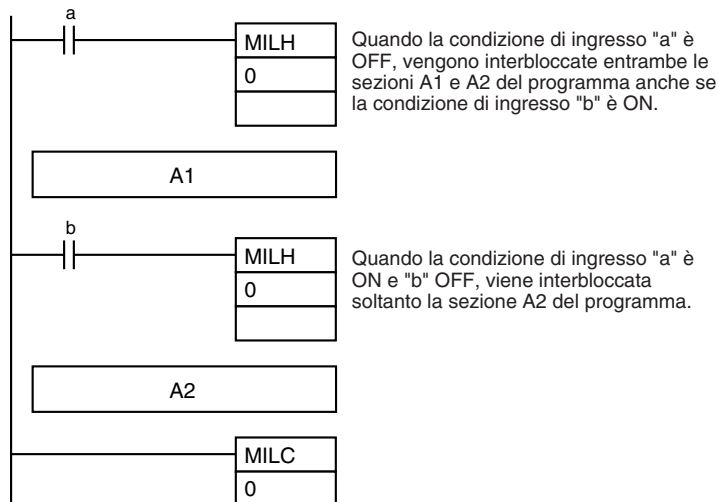 a
MILH
0
Quando la condizione di ingresso "a" è
OFF, vengono interbloccate entrambe le
sezioni A1 e A2 del programma anche se
la condizione di ingresso "b" è ON.
A1
b
MILH
0
Quando la condizione di ingresso "a" è
ON e "b" OFF, viene interbloccata
soltanto la sezione A2 del programma.
A2
MILC
0